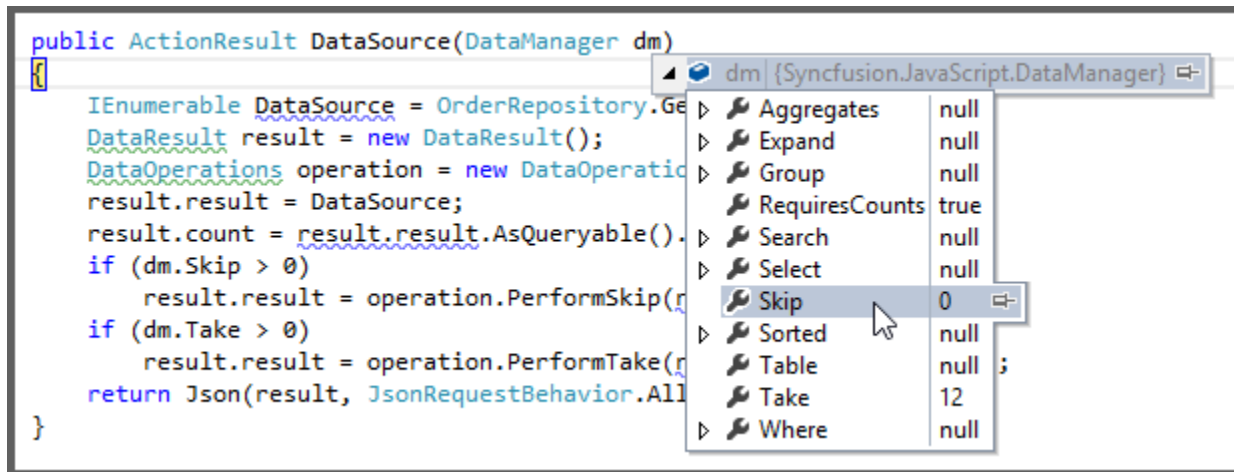 public ActionResult DataSource(DataManager dm)
{
dm {Syncfusion.JavaScript.DataManager}
IEnumerable DataSource = OrderRepository.Ge
DataResult result = new DataResult();
DataOperations operation = new DataOperatio
result.result = DataSource;
result.count = result.result.AsQueryable().
if (dm.Skip > 0)
result.result = operation.PerformSkip(
if (dm.Take > 0)
result.result = operation.PerformTake( ;
return Json(result, JsonRequestBehavior.All
}
Aggregates null
Expand null
Group null
RequiresCounts true
Search null
Select null
Skip 0
Sorted null
Table null
Take 12
Where null